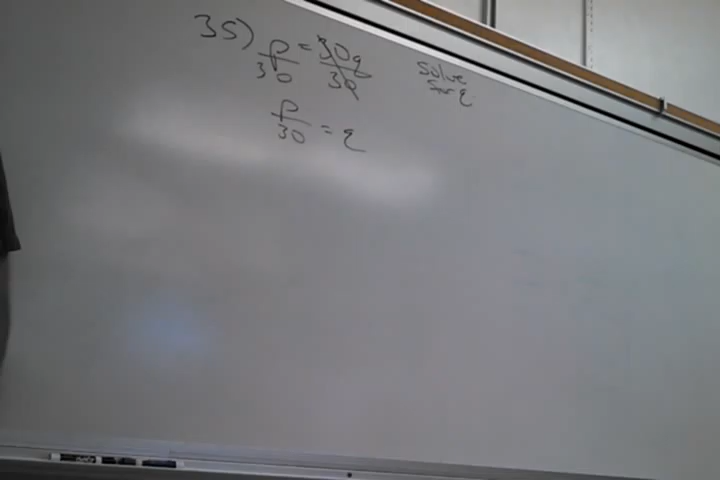 35) p/30 = 30q/30 solve for q
p/30 = q